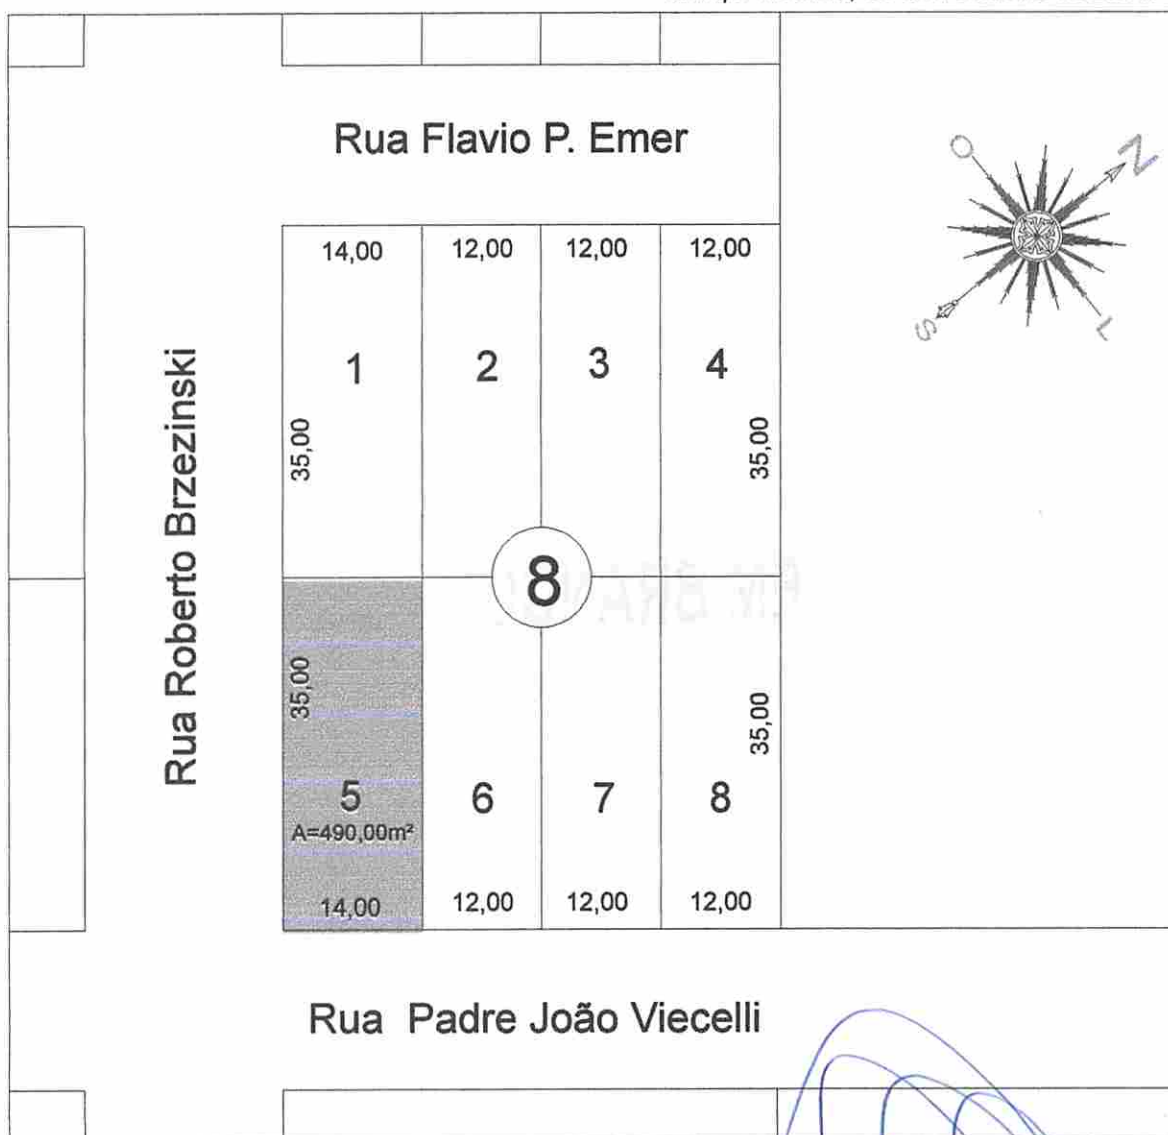 Rua Flavio P. Emer
O
N
S
L
14,00
12,00
12,00
12,00
1
2
3
4
35,00
35,00
Rua Roberto Brzezinski
8
35,00
35,00
5
6
7
8
A=490,00m²
14,00
12,00
12,00
12,00
Rua Padre João Viecelli